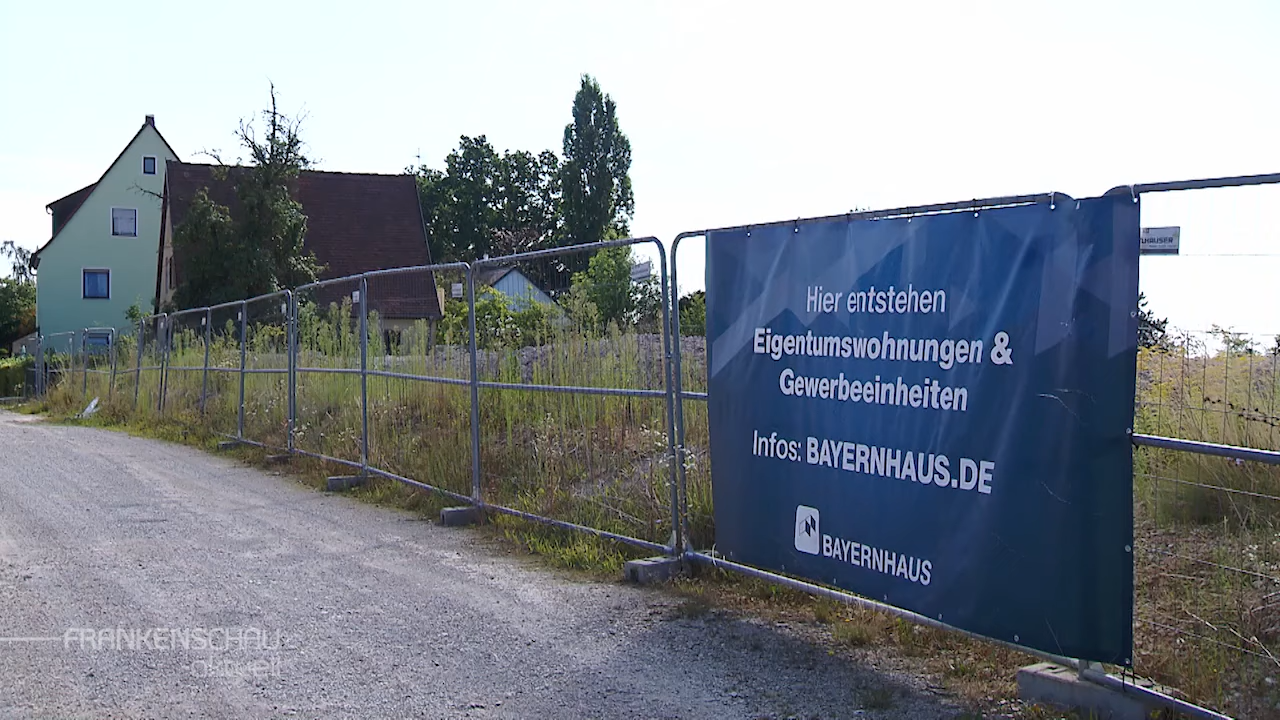 Hier entstehen
Eigentumswohnungen &
Gewerbeeinheiten
Infos: BAYERNHAUS.DE
BAYERNHAUS
FRANKENSCHAU
aktuell